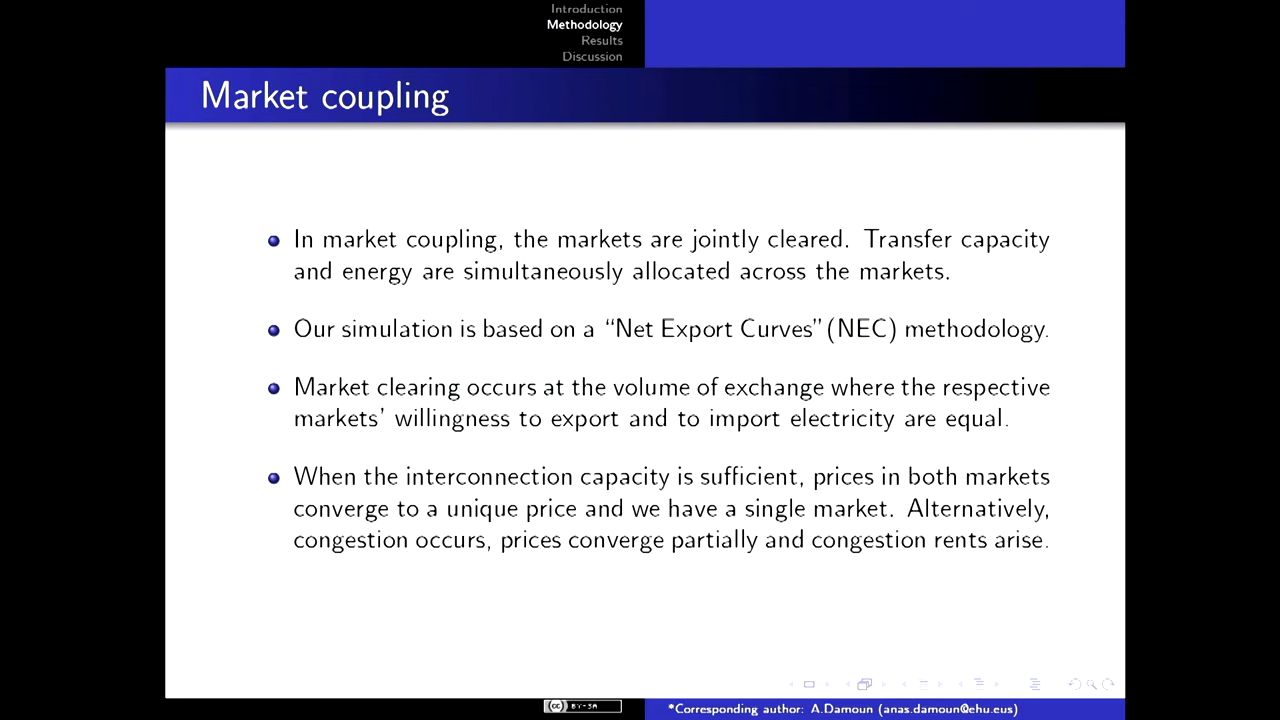 Introduction
Methodology
Results
Discussion
Market coupling
In market coupling, the markets are jointly cleared. Transfer capacity
and energy are simultaneously allocated across the markets.
Our simulation is based on a “Net Export Curves”(NEC) methodology.
Market clearing occurs at the volume of exchange where the respective
markets' willingness to export and to import electricity are equal.
When the interconnection capacity is sufficient, prices in both markets
converge to a unique price and we have a single market. Alternatively,
congestion occurs, prices converge partially and congestion rents arise.
(cc) BY-SA
*Corresponding author: A.Damoun (anas.damoun@ehu.eus)